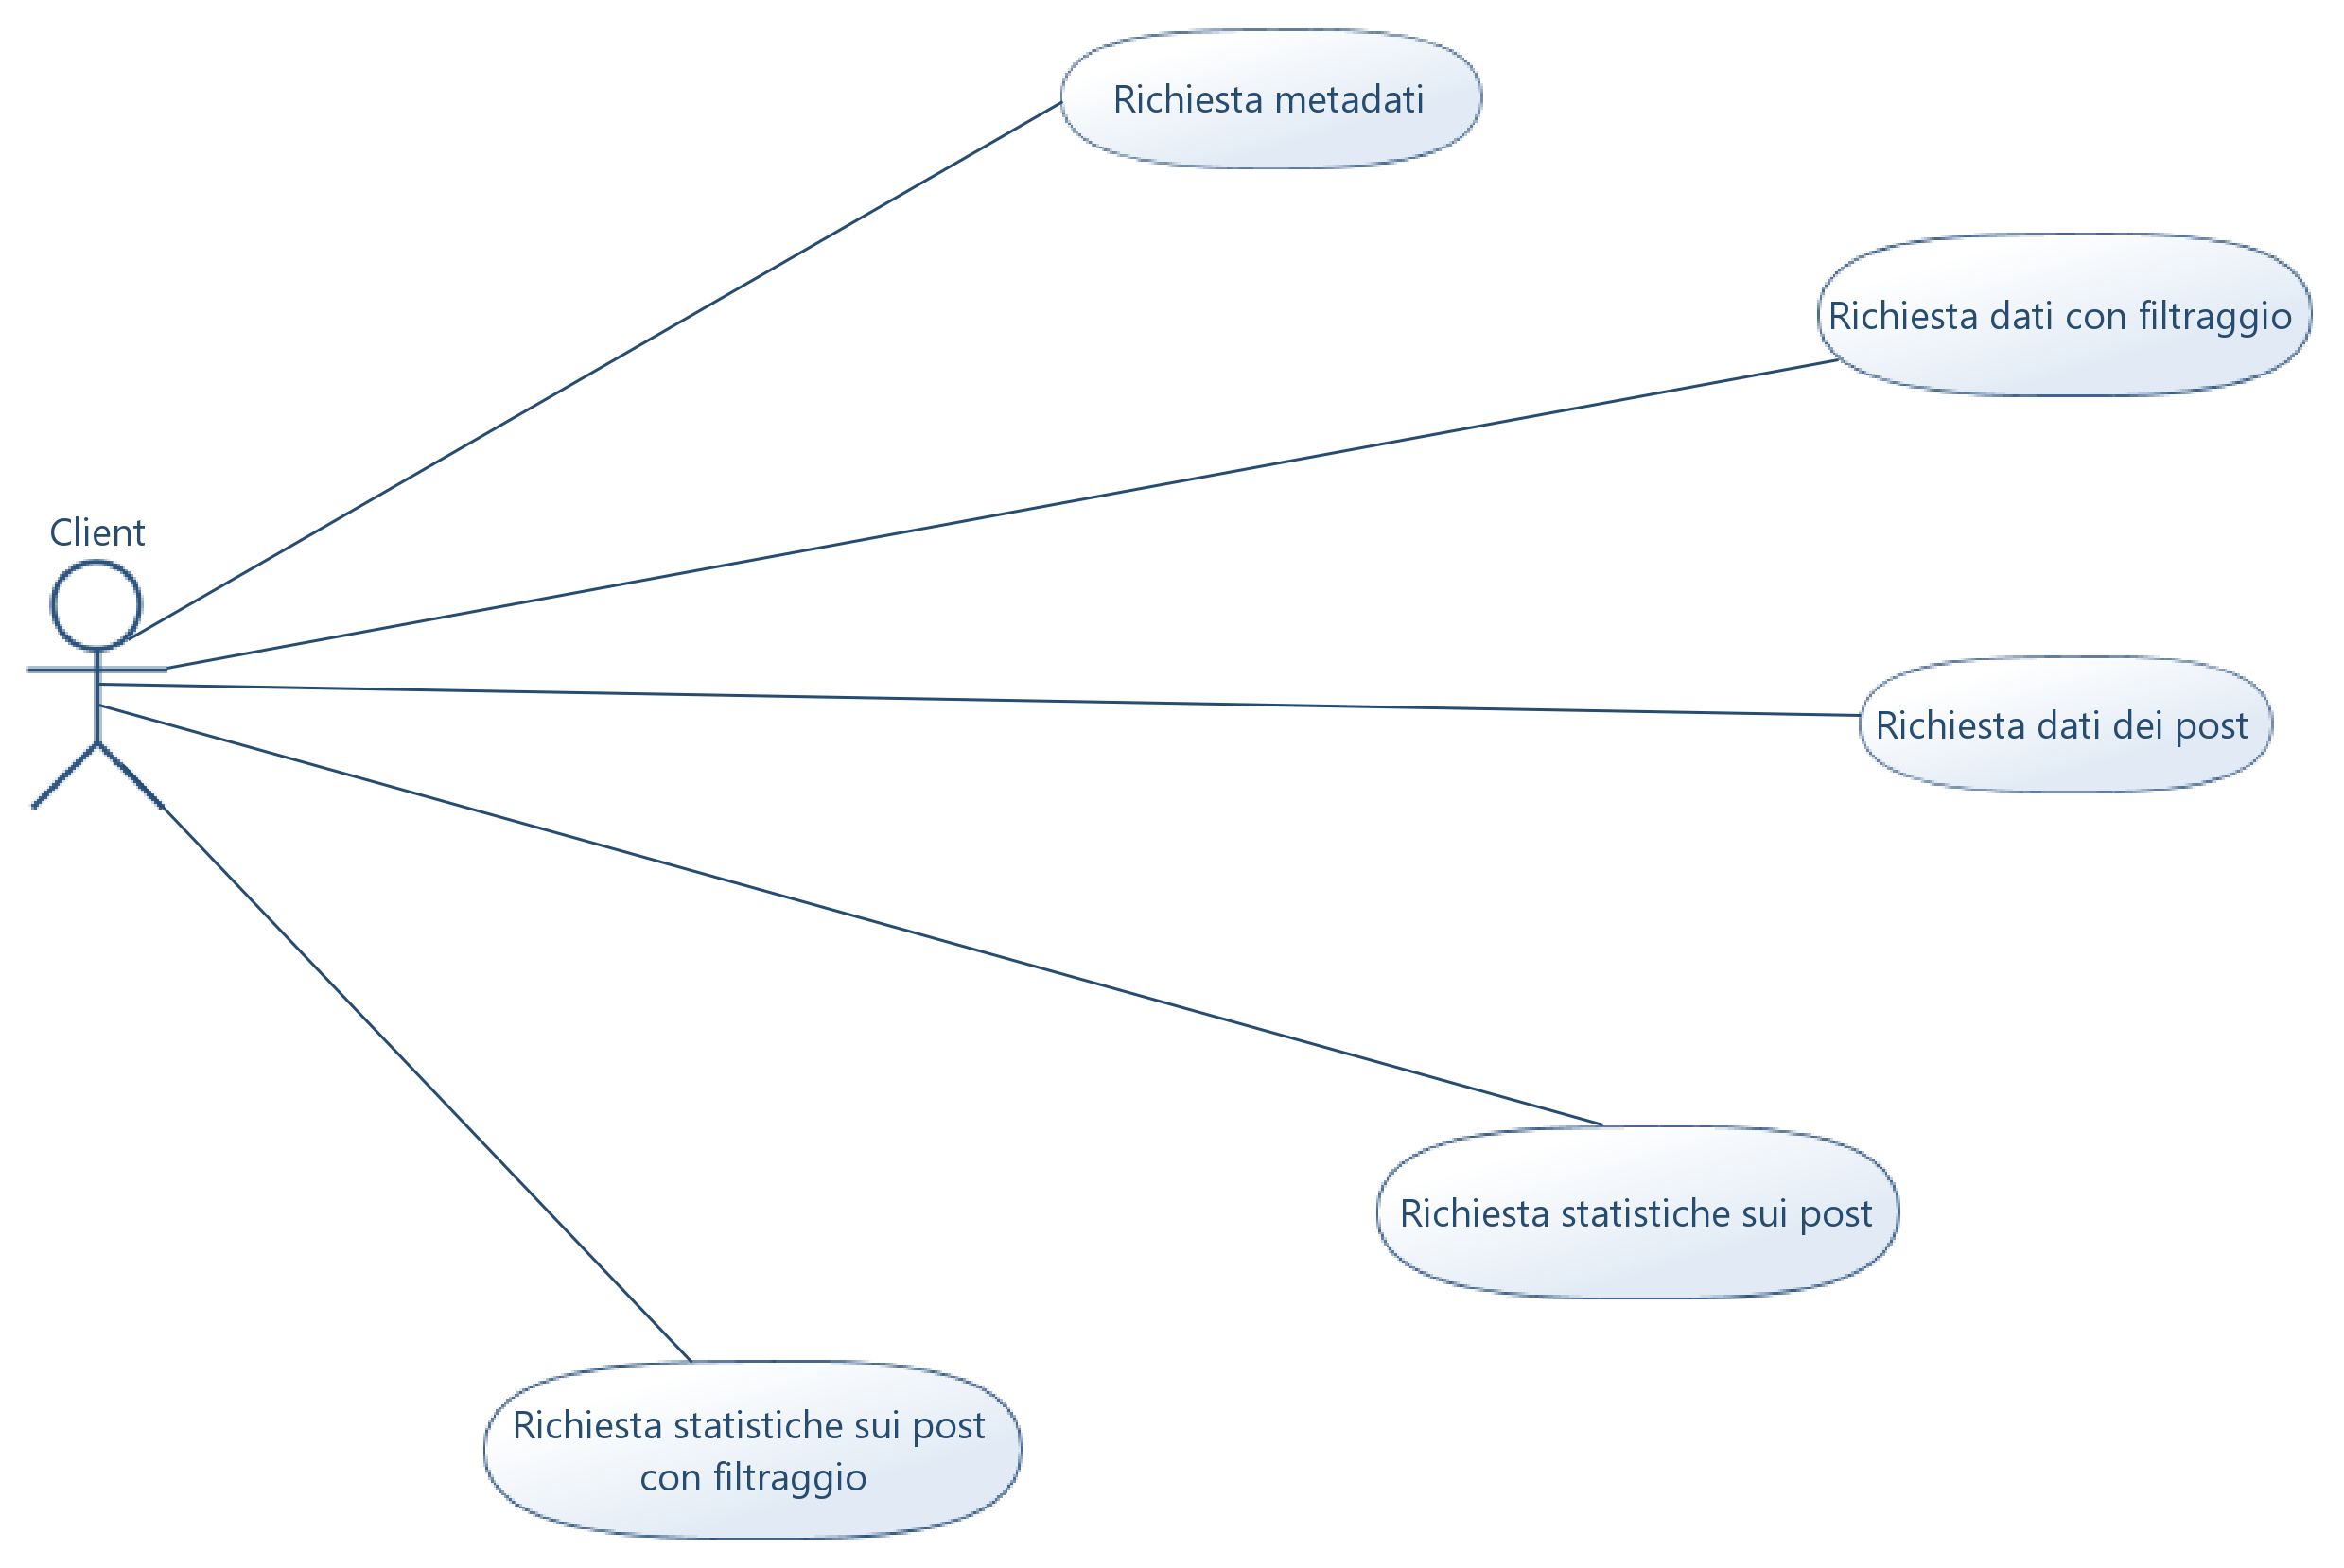 Richiesta metadati
Richiesta dati con filtraggio
Client
Richiesta dati dei post
Richiesta statistiche sui post
Richiesta statistiche sui post
con filtraggio